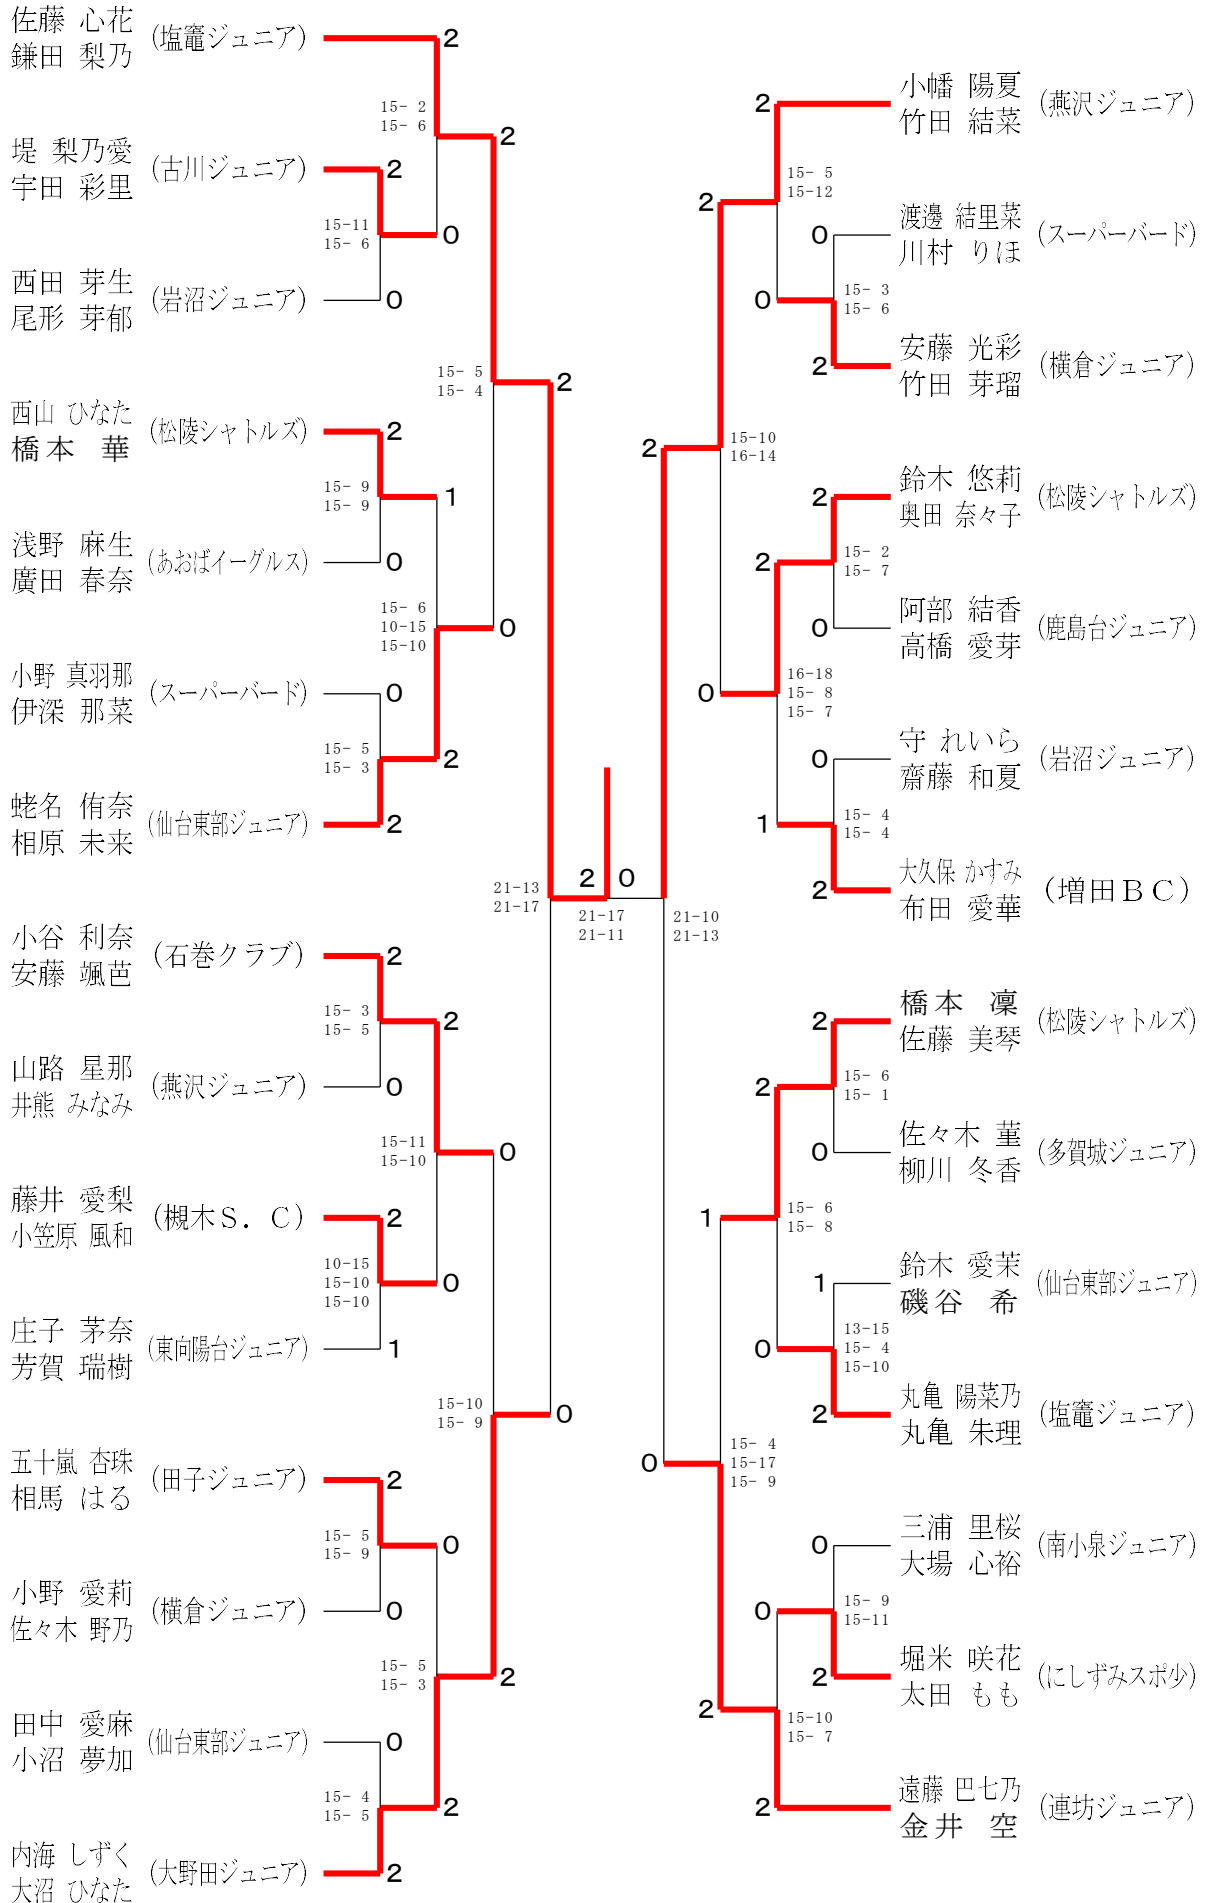 佐藤 心花
鎌田 梨乃
(塩竈ジュニア)
2
15- 2
15- 6
2
堤 梨乃愛
宇田 彩里
(古川ジュニア)
2
15-11
15- 6
0
西田 芽生
尾形 芽郁
(岩沼ジュニア)
0
15- 5
15- 4
2
西山 ひなた
橋本 華
(松陵シャトルズ)
2
15- 9
15- 9
1
浅野 麻生
廣田 春奈
(あおばイーグルス)
0
15- 6
10-15
15-10
0
小野 真羽那
伊深 那菜
(スーパーバード)
0
15- 5
15- 3
2
蛯名 侑奈
相原 未来
(仙台東部ジュニア)
2
21-13
21-17
2
0
21-17
21-11
小谷 利奈
安藤 颯芭
(石巻クラブ)
2
15- 3
15- 5
2
山路 星那
井熊 みなみ
(燕沢ジュニア)
0
15-11
15-10
0
藤井 愛梨
小笠原 風和
(槻木S．C)
2
10-15
15-10
15-10
0
庄子 茅奈
芳賀 瑞樹
(東向陽台ジュニア)
1
15-10
15- 9
0
五十嵐 杏珠
相馬 はる
(田子ジュニア)
2
15- 5
15- 9
0
小野 愛莉
佐々木 野乃
(横倉ジュニア)
0
15- 5
15- 3
2
田中 愛麻
小沼 夢加
(仙台東部ジュニア)
0
15- 4
15- 5
2
内海 しずく
大沼 ひなた
(大野田ジュニア)
2
小幡 陽夏
竹田 結菜
(燕沢ジュニア)
2
15- 5
15-12
2
渡邊 結里菜
川村 りほ
(スーパーバード)
0
15- 3
15- 6
0
安藤 光彩
竹田 芽瑠
(横倉ジュニア)
2
15-10
16-14
2
鈴木 悠莉
奥田 奈々子
(松陵シャトルズ)
2
15- 2
15- 7
2
阿部 結香
高橋 愛芽
(鹿島台ジュニア)
0
16-18
15- 8
15- 7
0
守 れいら
齋藤 和夏
(岩沼ジュニア)
0
15- 4
15- 4
1
大久保 かすみ
布田 愛華
(増田BC)
2
21-10
21-13
橋本 凜
佐藤 美琴
(松陵シャトルズ)
2
15- 6
15- 1
2
佐々木 菫
柳川 冬香
(多賀城ジュニア)
0
15- 6
15- 8
1
鈴木 愛茉
磯谷 希
(仙台東部ジュニア)
1
13-15
15- 4
15-10
0
丸亀 陽菜乃
丸亀 朱理
(塩竈ジュニア)
2
15- 4
15-17
15- 9
0
三浦 里桜
大場 心裕
(南小泉ジュニア)
0
15- 9
15-11
0
堀米 咲花
太田 もも
(にしずみスポ少)
2
15-10
15- 7
2
遠藤 巴七乃
金井 空
(連坊ジュニア)
2